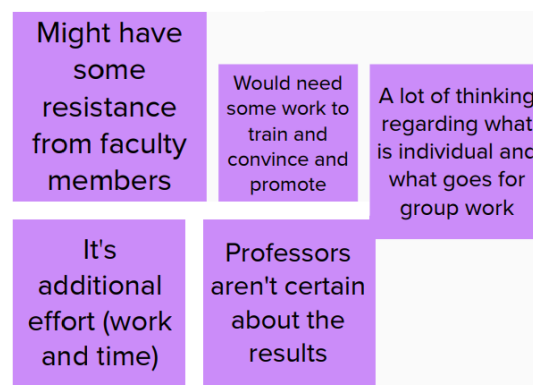 Might have
some
resistance
from faculty
members
Would need
some work to
train and
convince and
promote
A lot of thinking
regarding what
is individual and
what goes for
group work
It's
additional
effort (work
and time)
Professors
aren't certain
about the
results